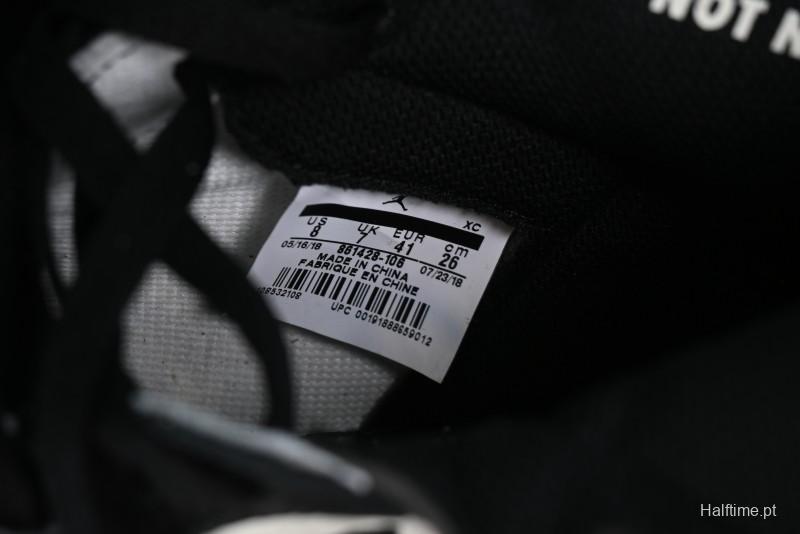 NOT N
XC
US UK EUR cm
8 7 41 26
05/16/18 861428-106 07/23/18
MADE IN CHINA
FABRIQUE EN CHINE
UPC 00191888659012
Halftime.pt